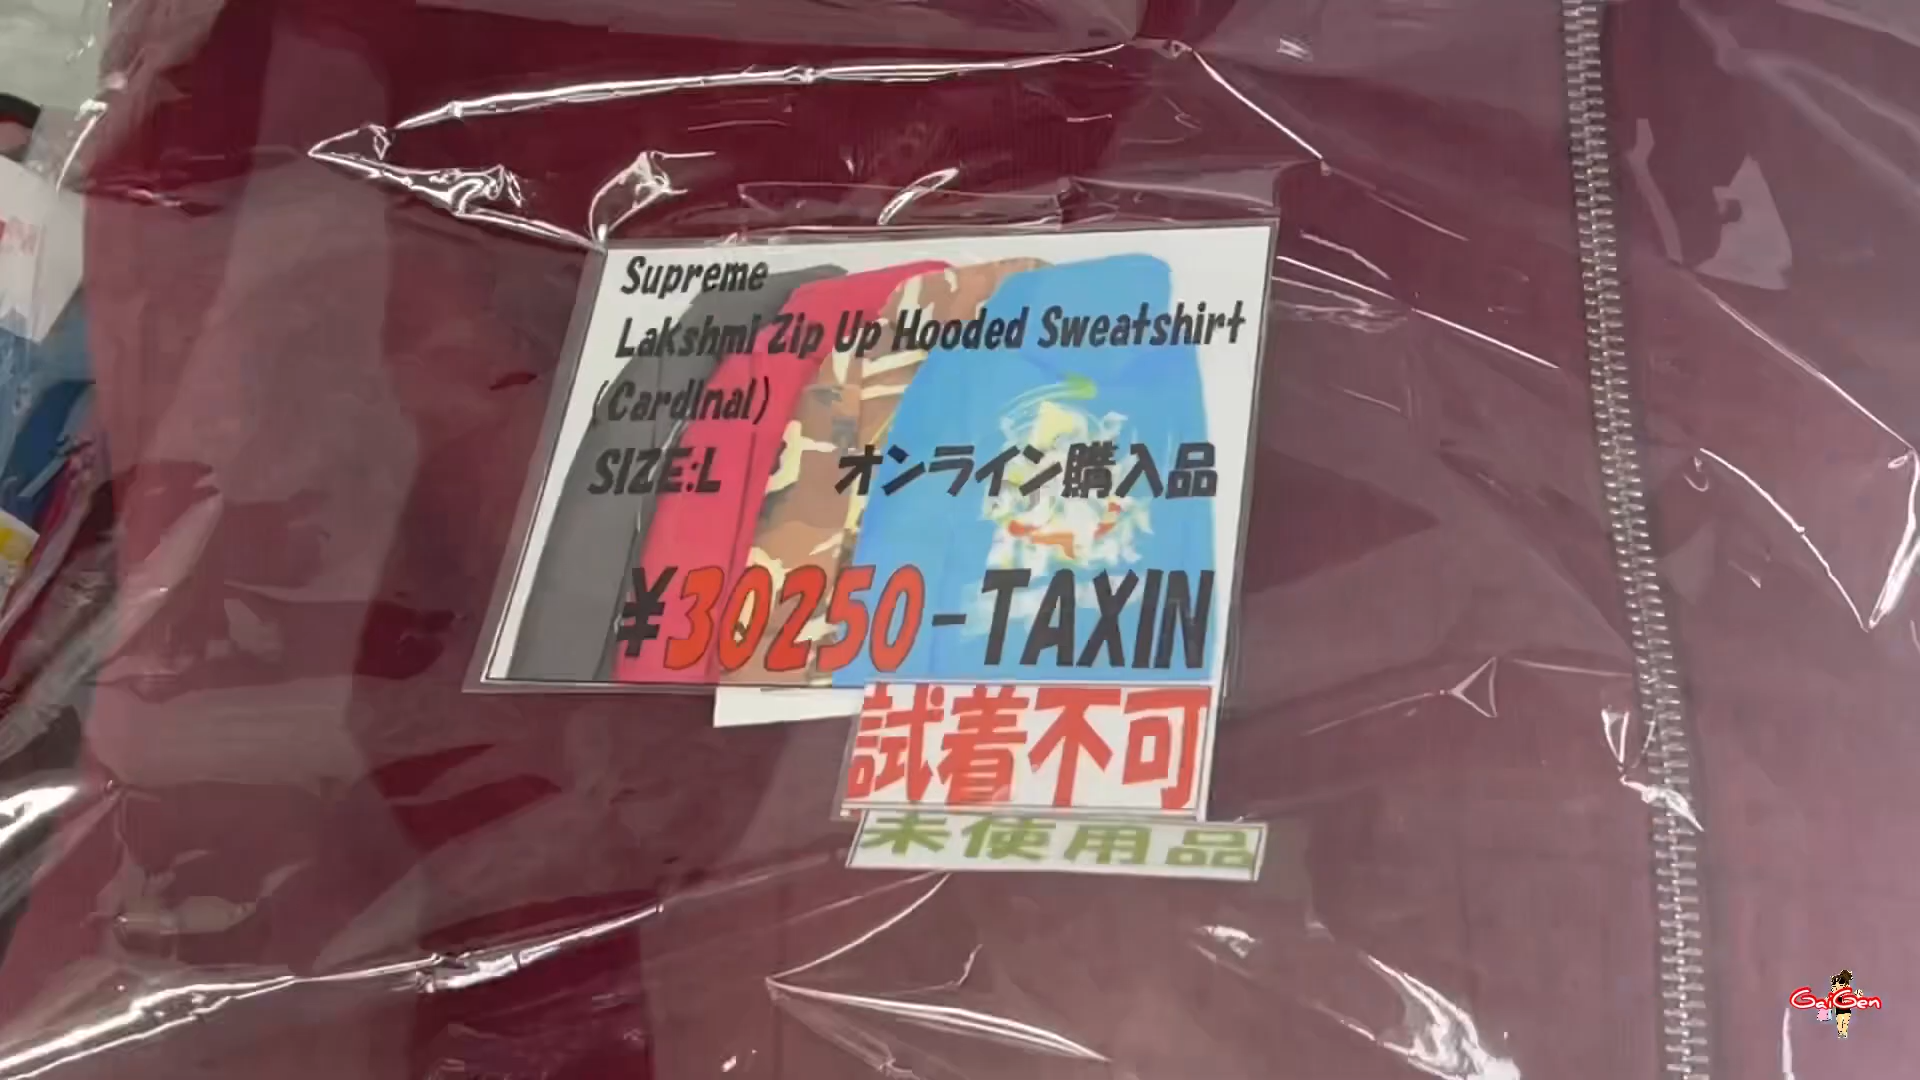 Supreme
Lakshmi Zip Up Hooded Sweatshirt
(Cardinal)
SIZE:L オンライン購入品
¥30250-TAXIN
試着不可
未使用品
GaiGen